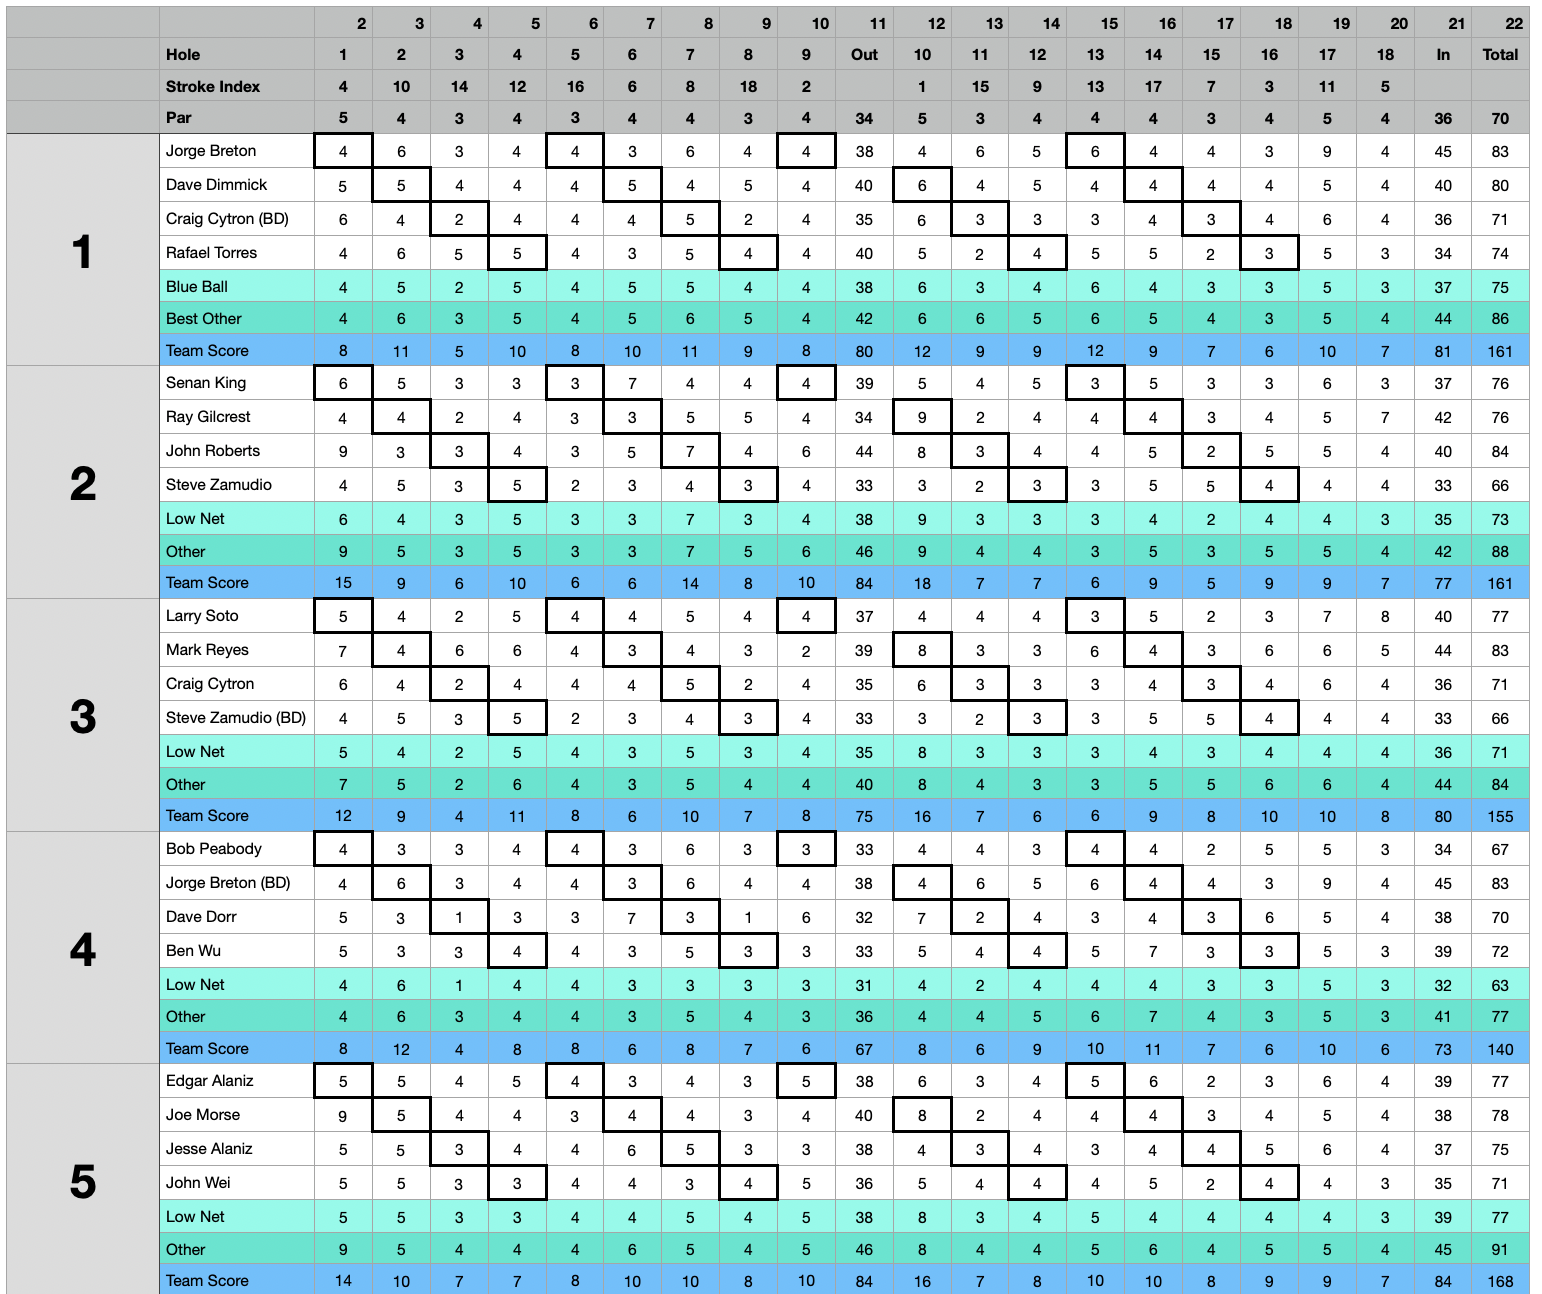 2 3 4 5 6 7 8 9 10 11 12 13 14 15 16 17 18 19 20 21 22
Hole 1 2 3 4 5 6 7 8 9 Out 10 11 12 13 14 15 16 17 18 In Total
Stroke Index 4 10 14 12 16 6 8 18 2 1 15 9 13 17 7 3 11 5
Par 5 4 3 4 3 4 4 3 4 34 5 3 4 4 4 3 4 5 4 36 70
1
Jorge Breton 4 6 3 4 4 3 6 4 4 38 4 6 5 6 4 4 3 9 4 45 83
Dave Dimmick 5 5 4 4 4 5 4 5 4 40 6 4 5 4 4 4 4 5 4 40 80
Craig Cytron (BD) 6 4 2 4 4 4 5 2 4 35 6 3 3 3 4 3 4 6 4 36 71
Rafael Torres 4 6 5 5 4 3 5 4 4 40 5 2 4 5 5 2 3 5 3 34 74
Blue Ball 4 5 2 5 4 5 5 4 4 38 6 3 4 6 4 3 3 5 3 37 75
Best Other 4 6 3 5 4 5 6 5 4 42 6 6 5 6 5 4 3 5 4 44 86
Team Score 8 11 5 10 8 10 11 9 8 80 12 9 9 12 9 7 6 10 7 81 161
2
Senan King 6 5 3 3 3 7 4 4 4 39 5 4 5 3 5 3 3 6 3 37 76
Ray Gilcrest 4 4 2 4 3 3 5 5 4 34 9 2 4 4 4 3 4 5 7 42 76
John Roberts 9 3 3 4 3 5 7 4 6 44 8 3 4 4 5 2 5 5 4 40 84
Steve Zamudio 4 5 3 5 2 3 4 3 4 33 3 2 3 3 5 5 4 4 4 33 66
Low Net 6 4 3 5 3 3 7 3 4 38 9 3 3 3 4 2 4 4 3 35 73
Other 9 5 3 5 3 3 7 5 6 46 9 4 4 3 5 3 5 5 4 42 88
Team Score 15 9 6 10 6 6 14 8 10 84 18 7 7 6 9 5 9 9 7 77 161
3
Larry Soto 5 4 2 5 4 4 5 4 4 37 4 4 4 3 5 2 3 7 8 40 77
Mark Reyes 7 4 6 6 4 3 4 3 2 39 8 3 3 6 4 3 6 6 5 44 83
Craig Cytron 6 4 2 4 4 4 5 2 4 35 6 3 3 3 4 3 4 6 4 36 71
Steve Zamudio (BD) 4 5 3 5 2 3 4 3 4 33 3 2 3 3 5 5 4 4 4 33 66
Low Net 5 4 2 5 4 3 5 3 4 35 8 3 3 3 4 3 4 4 4 36 71
Other 7 5 2 6 4 3 5 4 4 40 8 4 3 3 5 5 6 6 4 44 84
Team Score 12 9 4 11 8 6 10 7 8 75 16 7 6 6 9 8 10 10 8 80 155
4
Bob Peabody 4 3 3 4 4 3 6 3 3 33 4 4 3 4 4 2 5 5 3 34 67
Jorge Breton (BD) 4 6 3 4 4 3 6 4 4 38 4 6 5 6 4 4 3 9 4 45 83
Dave Dorr 5 3 1 3 3 7 3 1 6 32 7 2 4 3 4 3 6 5 4 38 70
Ben Wu 5 3 3 4 4 3 5 3 3 33 5 4 4 5 7 3 3 5 3 39 72
Low Net 4 6 1 4 4 3 3 3 3 31 4 2 4 4 4 3 3 5 3 32 63
Other 4 6 3 4 4 3 5 4 3 36 4 4 5 6 7 4 3 5 3 41 77
Team Score 8 12 4 8 8 6 8 7 6 67 8 6 9 10 11 7 6 10 6 73 140
5
Edgar Alaniz 5 5 4 5 4 3 4 3 5 38 6 3 4 5 6 2 3 6 4 39 77
Joe Morse 9 5 4 4 3 4 4 3 4 40 8 2 4 4 4 3 4 5 4 38 78
Jesse Alaniz 5 5 3 4 4 6 5 3 3 38 4 3 4 3 4 4 5 6 4 37 75
John Wei 5 5 3 3 4 4 3 4 5 36 5 4 4 4 5 2 4 4 3 35 71
Low Net 5 5 3 3 4 4 5 4 5 38 8 3 4 5 4 4 4 4 3 39 77
Other 9 5 4 4 4 6 5 4 5 46 8 4 4 5 6 4 5 5 4 45 91
Team Score 14 10 7 7 8 10 10 8 10 84 16 7 8 10 10 8 9 9 7 84 168